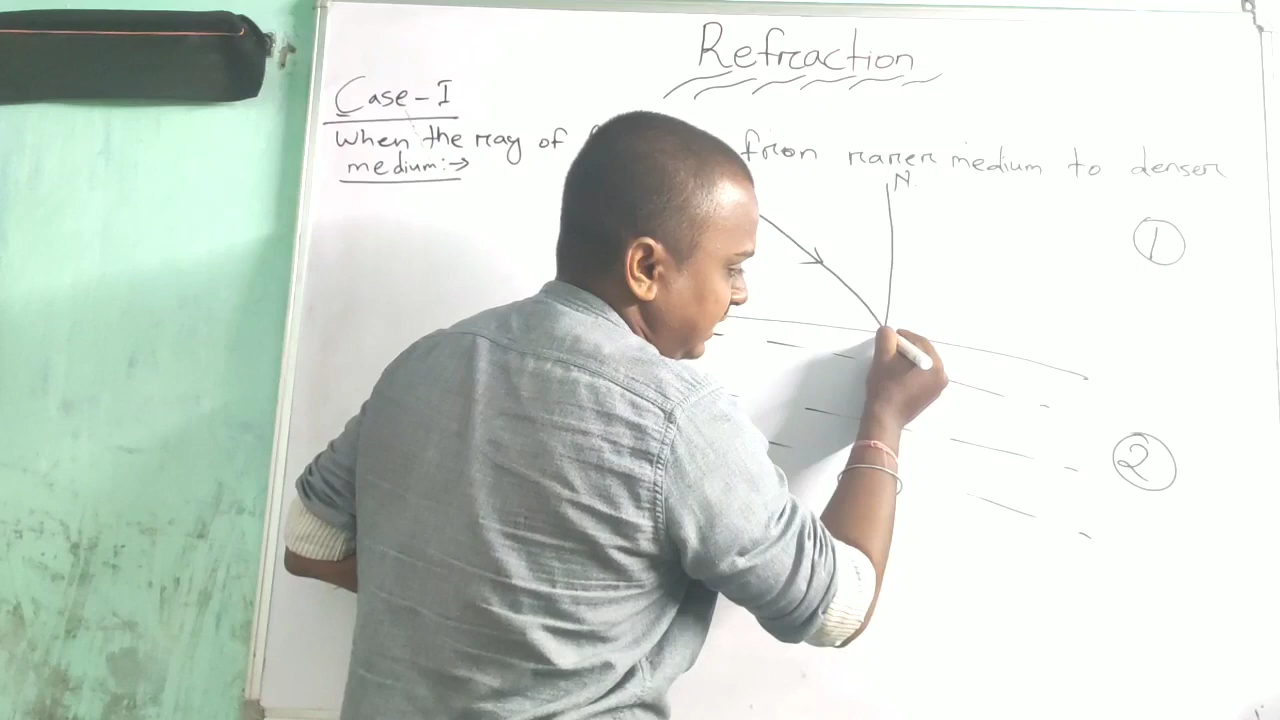 Refraction
Case-I
When the ray of from rarer medium to denser
medium:→
N
1
2